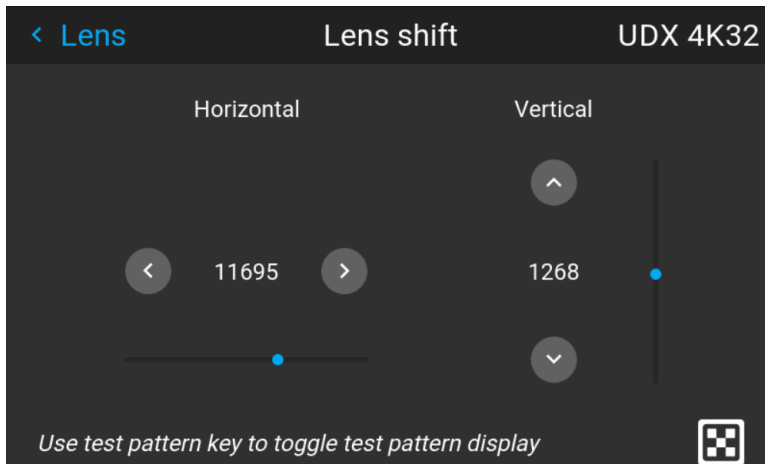 Lens
Lens shift
UDX 4K32
Horizontal
Vertical
11695
1268
Use test pattern key to toggle test pattern display